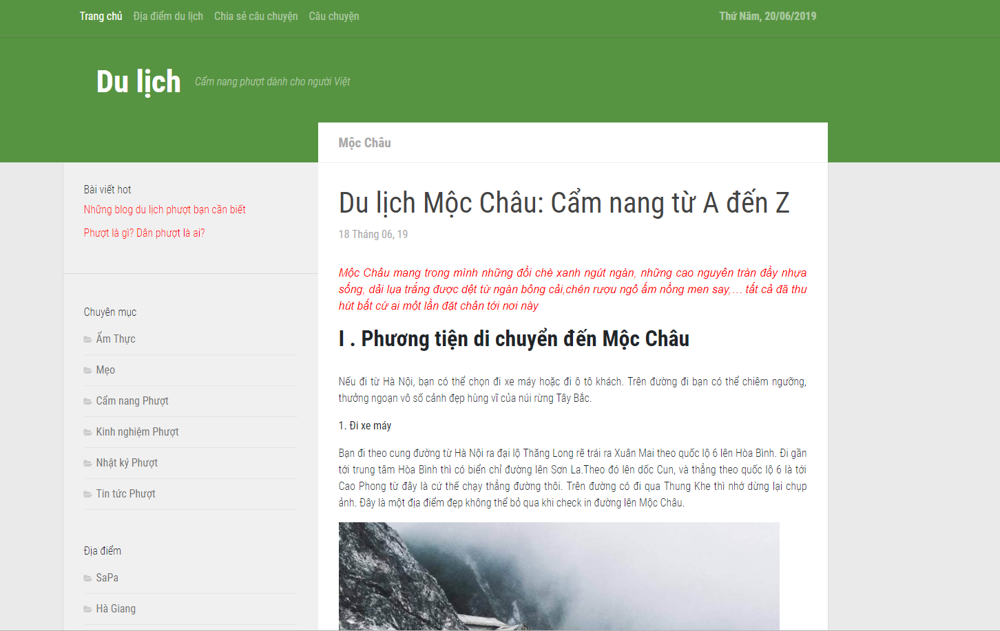 Trang chủ Địa điểm du lịch Chia sẻ câu chuyện Câu chuyện Thứ Năm, 20/06/2019
Du lịch Cẩm nang phượt dành cho người Việt
Mộc Châu
Bài viết hot
Những blog du lịch phượt bạn cần biết
Phượt là gì? Dân phượt là ai?
Chuyên mục
Ẩm Thực
Mẹo
Cẩm nang Phượt
Kinh nghiệm Phượt
Nhật ký Phượt
Tin tức Phượt
Địa điểm
SaPa
Hà Giang
Du lịch Mộc Châu: Cẩm nang từ A đến Z
18 Tháng 06, 19
Mộc Châu mang trong mình những đồi chè xanh ngút ngàn, những cao nguyên tràn đầy nhựa
sống, dải lụa trắng được dệt từ ngàn bông cải,chén rượu ngô ấm nồng men say,… tất cả đã thu
hút bất cứ ai một lần đặt chân tới nơi này
I . Phương tiện di chuyển đến Mộc Châu
Nếu đi từ Hà Nội, bạn có thể chọn đi xe máy hoặc đi ô tô khách. Trên đường đi bạn có thể chiêm ngưỡng,
thưởng ngoạn vô số cảnh đẹp hùng vĩ của núi rừng Tây Bắc.
1. Đi xe máy
Bạn đi theo cung đường từ Hà Nội ra đại lộ Thăng Long rẽ trái ra Xuân Mai theo quốc lộ 6 lên Hòa Bình. Đi gần
tới trung tâm Hòa Bình thì có biển chỉ đường lên Sơn La.Theo đó lên dốc Cun, và thẳng theo quốc lộ 6 là tới
Cao Phong từ đây là cứ thế chạy thẳng đường thôi. Trên đường có đi qua Thung Khe thì nhớ dừng lại chụp
ảnh. Đây là một địa điểm đẹp không thể bỏ qua khi check in đường lên Mộc Châu.